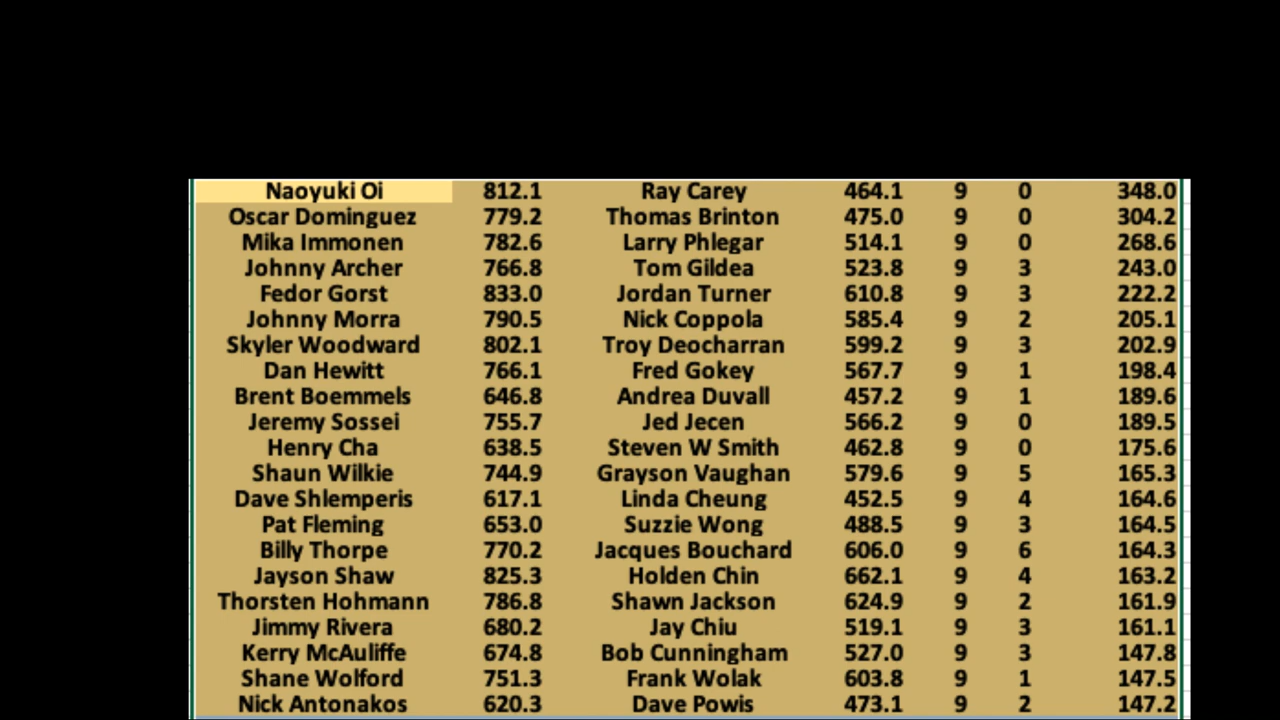 Naoyuki Oi 812.1 Ray Carey 464.1 9 0 348.0
Oscar Dominguez 779.2 Thomas Brinton 475.0 9 0 304.2
Mika Immonen 782.6 Larry Phlegar 514.1 9 0 268.6
Johnny Archer 766.8 Tom Gildea 523.8 9 3 243.0
Fedor Gorst 833.0 Jordan Turner 610.8 9 3 222.2
Johnny Morra 790.5 Nick Coppola 585.4 9 2 205.1
Skyler Woodward 802.1 Troy Deocharran 599.2 9 3 202.9
Dan Hewitt 766.1 Fred Gokey 567.7 9 1 198.4
Brent Boemmels 646.8 Andrea Duvall 457.2 9 1 189.6
Jeremy Sossei 755.7 Jed Jecen 566.2 9 0 189.5
Henry Cha 638.5 Steven W Smith 462.8 9 0 175.6
Shaun Wilkie 744.9 Grayson Vaughan 579.6 9 5 165.3
Dave Shlemperis 617.1 Linda Cheung 452.5 9 4 164.6
Pat Fleming 653.0 Suzzie Wong 488.5 9 3 164.5
Billy Thorpe 770.2 Jacques Bouchard 606.0 9 6 164.3
Jayson Shaw 825.3 Holden Chin 662.1 9 4 163.2
Thorsten Hohmann 786.8 Shawn Jackson 624.9 9 2 161.9
Jimmy Rivera 680.2 Jay Chiu 519.1 9 3 161.1
Kerry McAuliffe 674.8 Bob Cunningham 527.0 9 3 147.8
Shane Wolford 751.3 Frank Wolak 603.8 9 1 147.5
Nick Antonakos 620.3 Dave Powis 473.1 9 2 147.2